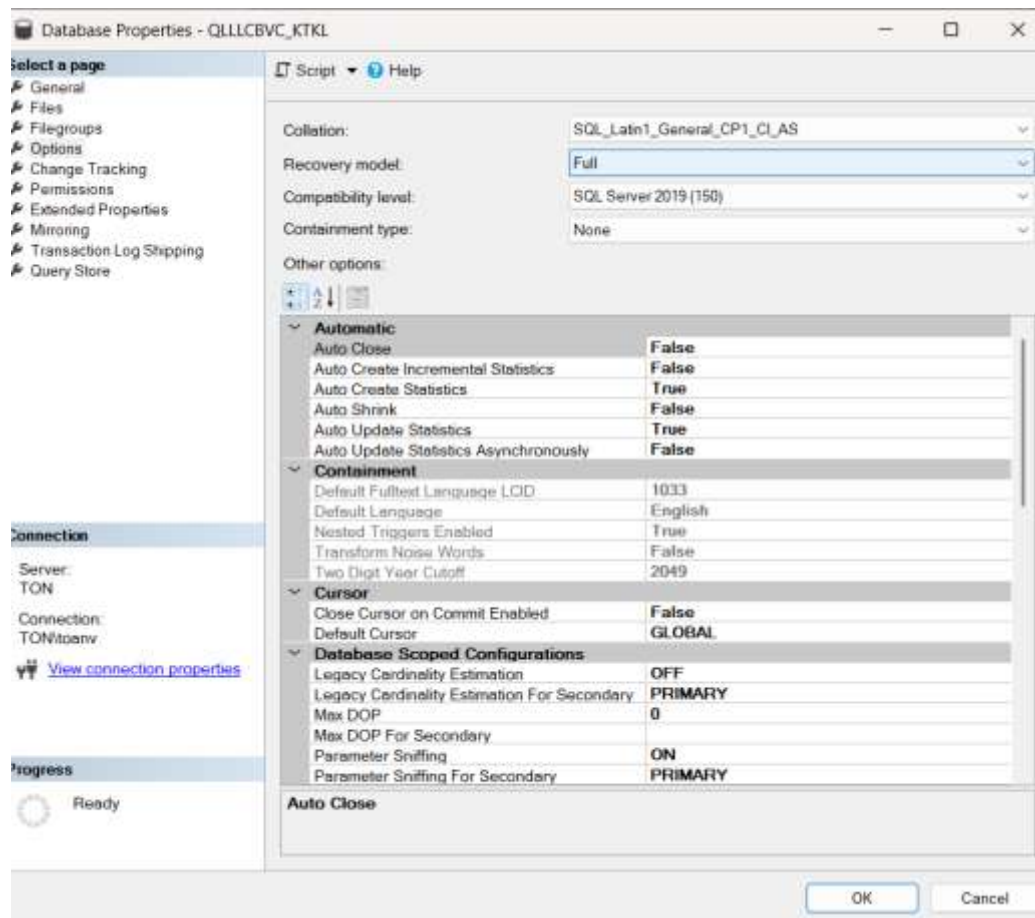 Database Properties - QLLLCBVC_KTKL
Select a page
General
Files
Filegroups
Options
Change Tracking
Permissions
Extended Properties
Mirroring
Transaction Log Shipping
Query Store
Connection
Server:
TON
Connection:
TON\toanv
View connection properties
Progress
Ready
Script Help
Collation: SQL_Latin1_General_CP1_CI_AS
Recovery model: Full
Compatibility level: SQL Server 2019 (150)
Containment type: None
Other options:
Automatic
Auto Close False
Auto Create Incremental Statistics False
Auto Create Statistics True
Auto Shrink False
Auto Update Statistics True
Auto Update Statistics Asynchronously False
Containment
Default Fulltext Language LCID 1033
Default Language English
Nested Triggers Enabled True
Transform Noise Words False
Two Digit Year Cutoff 2049
Cursor
Close Cursor on Commit Enabled False
Default Cursor GLOBAL
Database Scoped Configurations
Legacy Cardinality Estimation OFF
Legacy Cardinality Estimation For Secondary PRIMARY
Max DOP 0
Max DOP For Secondary
Parameter Sniffing ON
Parameter Sniffing For Secondary PRIMARY
Auto Close
OK Cancel